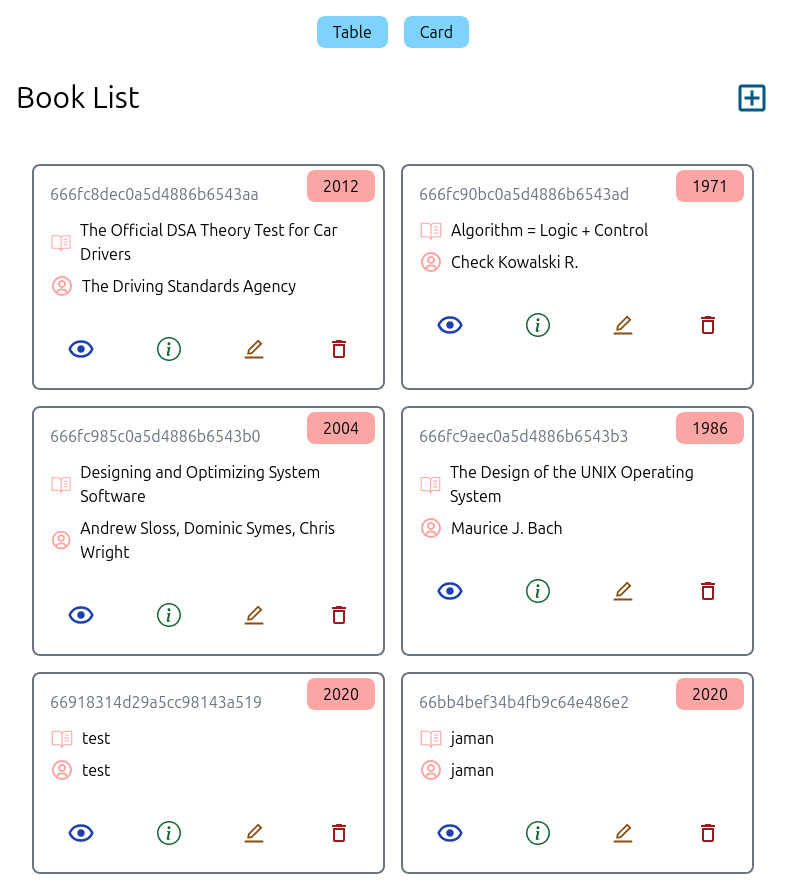 Table
Card
Book List
666fc8dec0a5d4886b6543aa
2012
The Official DSA Theory Test for Car
Drivers
The Driving Standards Agency
666fc90bc0a5d4886b6543ad
1971
Algorithm = Logic + Control
Check Kowalski R.
666fc985c0a5d4886b6543b0
2004
Designing and Optimizing System
Software
Andrew Sloss, Dominic Symes, Chris
Wright
666fc9aec0a5d4886b6543b3
1986
The Design of the UNIX Operating
System
Maurice J. Bach
66918314d29a5cc98143a519
2020
test
test
66bb4bef34b4fb9c64e486e2
2020
jaman
jaman